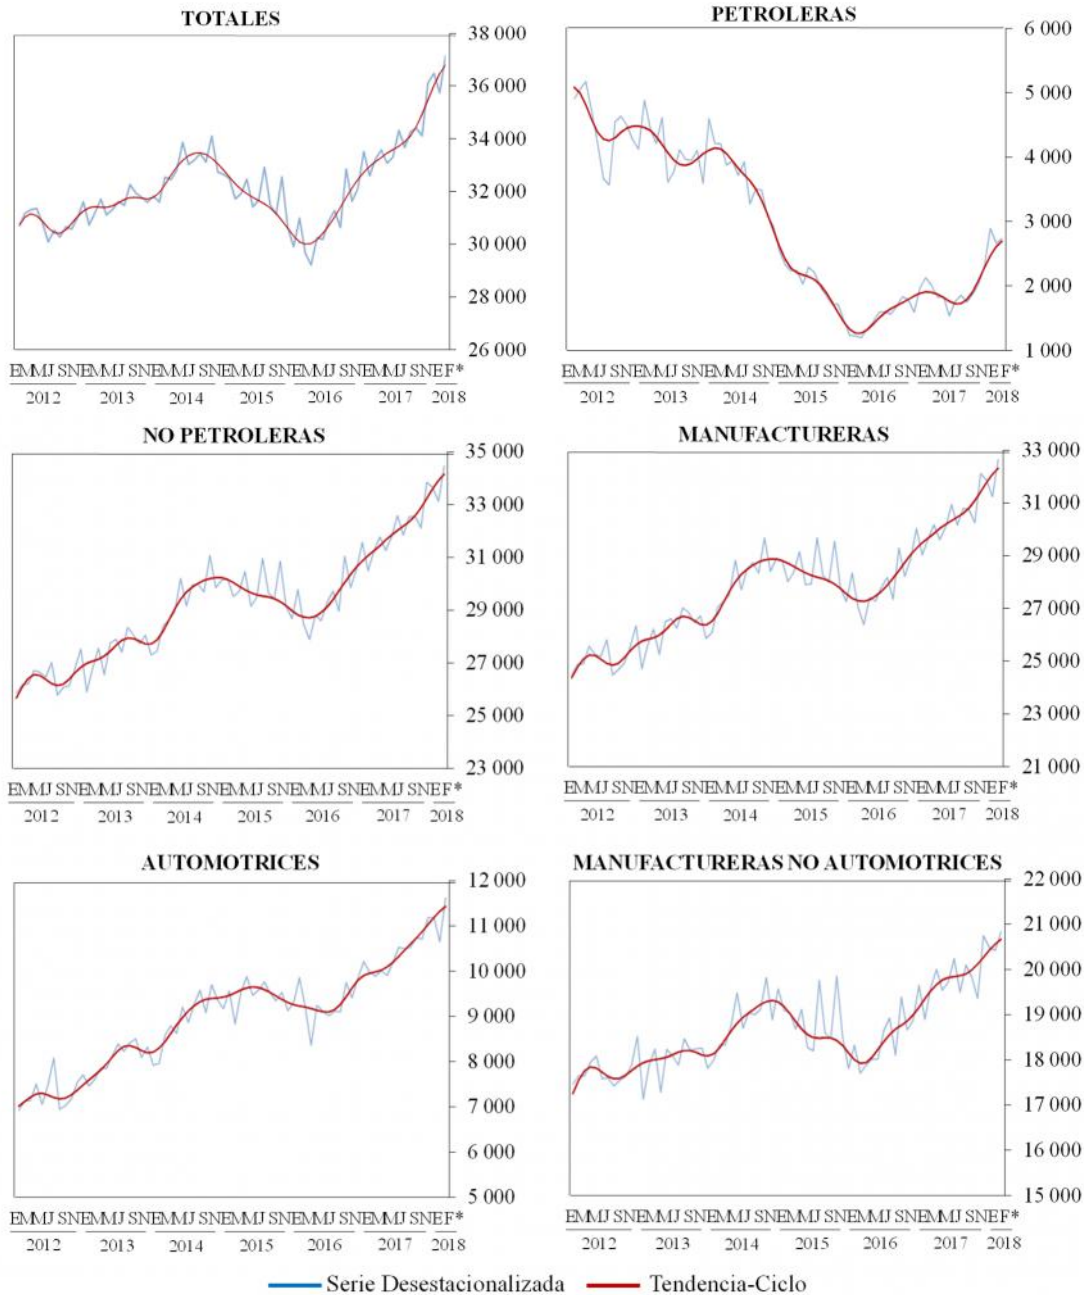 TOTALES
38 000
36 000
34 000
32 000
30 000
28 000
26 000
EMMJ SNEMMJ SNEMMJ SNEMMJ SNEMMJ SNEMMJ SNEF*
2012 2013 2014 2015 2016 2017 2018
PETROLERAS
6 000
5 000
4 000
3 000
2 000
1 000
EMMJ SNEMMJ SNEMMJ SNEMMJ SNEMMJ SNEMMJ SNEF*
2012 2013 2014 2015 2016 2017 2018
NO PETROLERAS
35 000
33 000
31 000
29 000
27 000
25 000
23 000
EMMJ SNEMMJ SNEMMJ SNEMMJ SNEMMJ SNEMMJ SNEF*
2012 2013 2014 2015 2016 2017 2018
MANUFACTURERAS
33 000
31 000
29 000
27 000
25 000
23 000
21 000
EMMJ SNEMMJ SNEMMJ SNEMMJ SNEMMJ SNEMMJ SNEF*
2012 2013 2014 2015 2016 2017 2018
AUTOMOTRICES
12 000
11 000
10 000
9 000
8 000
7 000
6 000
5 000
EMMJ SNEMMJ SNEMMJ SNEMMJ SNEMMJ SNEMMJ SNEF*
2012 2013 2014 2015 2016 2017 2018
MANUFACTURERAS NO AUTOMOTRICES
22 000
21 000
20 000
19 000
18 000
17 000
16 000
15 000
EMMJ SNEMMJ SNEMMJ SNEMMJ SNEMMJ SNEMMJ SNEF*
2012 2013 2014 2015 2016 2017 2018
Serie Desestacionalizada Tendencia-Ciclo